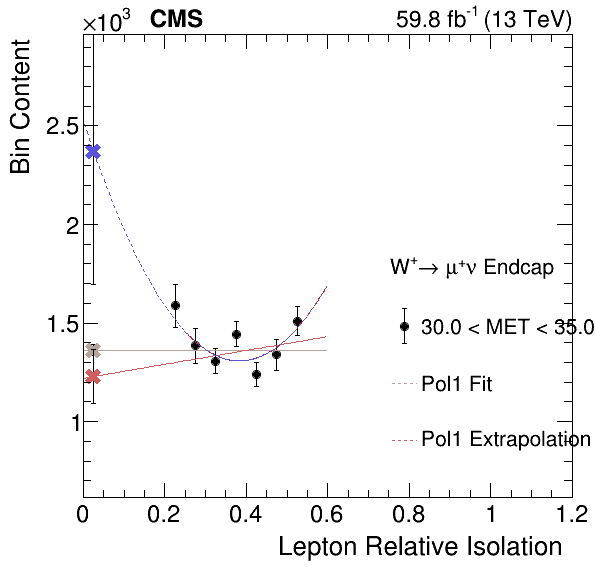 ×10³ CMS 59.8 fb⁻¹ (13 TeV)
Bin Content
2.5
2
1.5
1
W⁺→ μ⁺ν Endcap
30.0 < MET < 35.0
Pol1 Fit
Pol1 Extrapolation
0 0.2 0.4 0.6 0.8 1 1.2
Lepton Relative Isolation